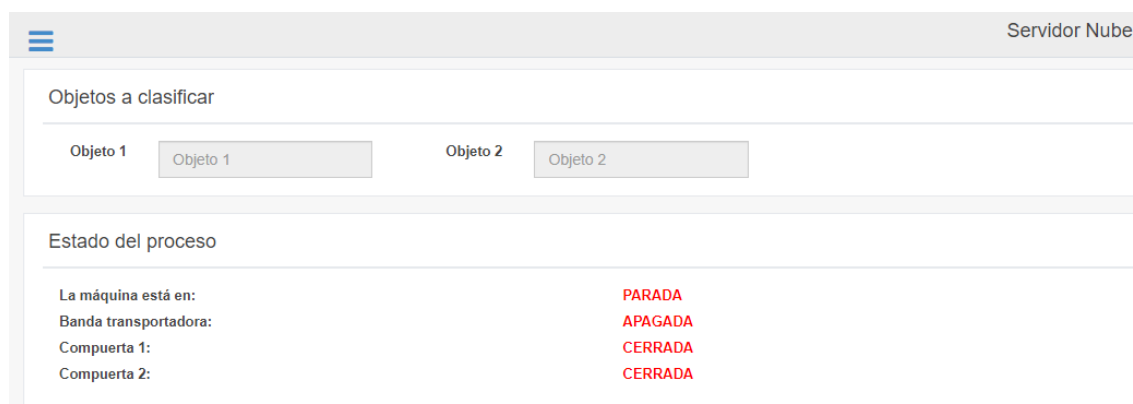 Servidor Nube
Objetos a clasificar
Objeto 1 Objeto 1 Objeto 2 Objeto 2
Estado del proceso
La máquina está en: PARADA
Banda transportadora: APAGADA
Compuerta 1: CERRADA
Compuerta 2: CERRADA